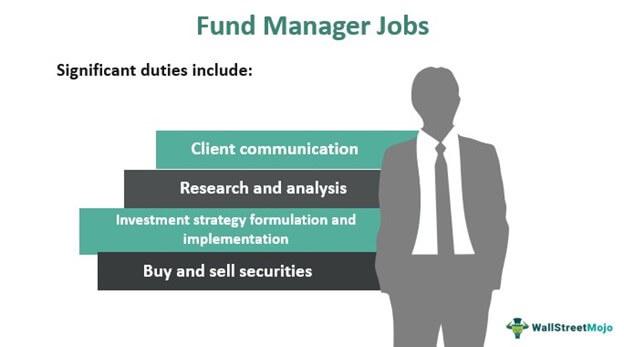 Fund Manager Jobs
Significant duties include:
Client communication
Research and analysis
Investment strategy formulation and
implementation
Buy and sell securities
WallStreetMojo